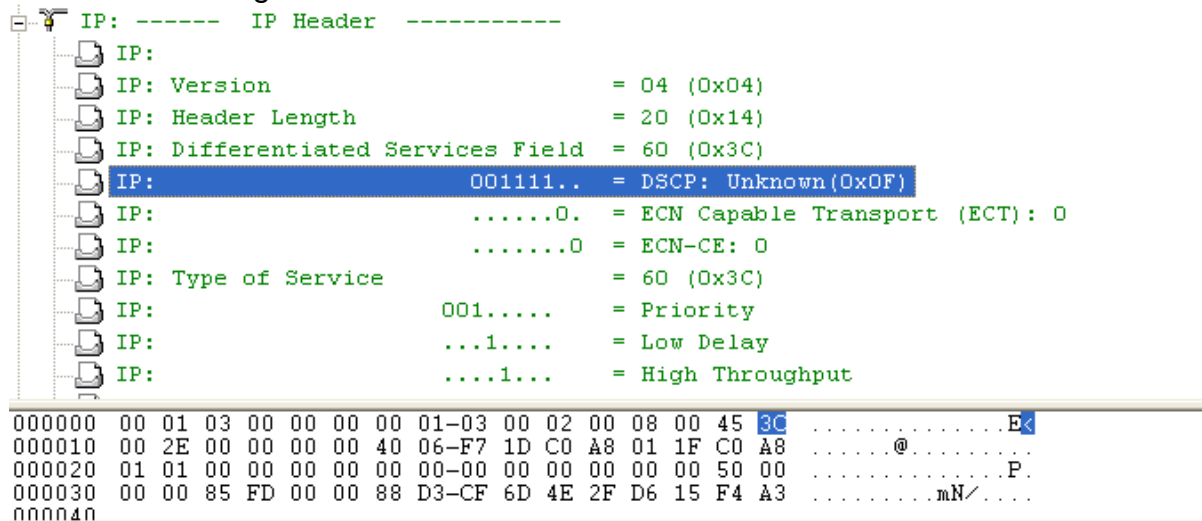 IP: ------ IP Header -----------
IP:
IP: Version = 04 (0x04)
IP: Header Length = 20 (0x14)
IP: Differentiated Services Field = 60 (0x3C)
IP: 001111.. = DSCP: Unknown(0x0F)
IP: ......0. = ECN Capable Transport (ECT): 0
IP: .......0 = ECN-CE: 0
IP: Type of Service = 60 (0x3C)
IP: 001..... = Priority
IP: ...1.... = Low Delay
IP: ....1... = High Throughput
000000 00 01 03 00 00 00 00 01-03 00 02 00 08 00 45 3C ..............E<
000010 00 2E 00 00 00 00 40 06-F7 1D C0 A8 01 1F C0 A8 ......@.........
000020 01 01 00 00 00 00 00 00-00 00 00 00 00 00 50 00 ..............P.
000030 00 00 85 FD 00 00 88 D3-CF 6D 4E 2F D6 15 F4 A3 .........mN/....
000040